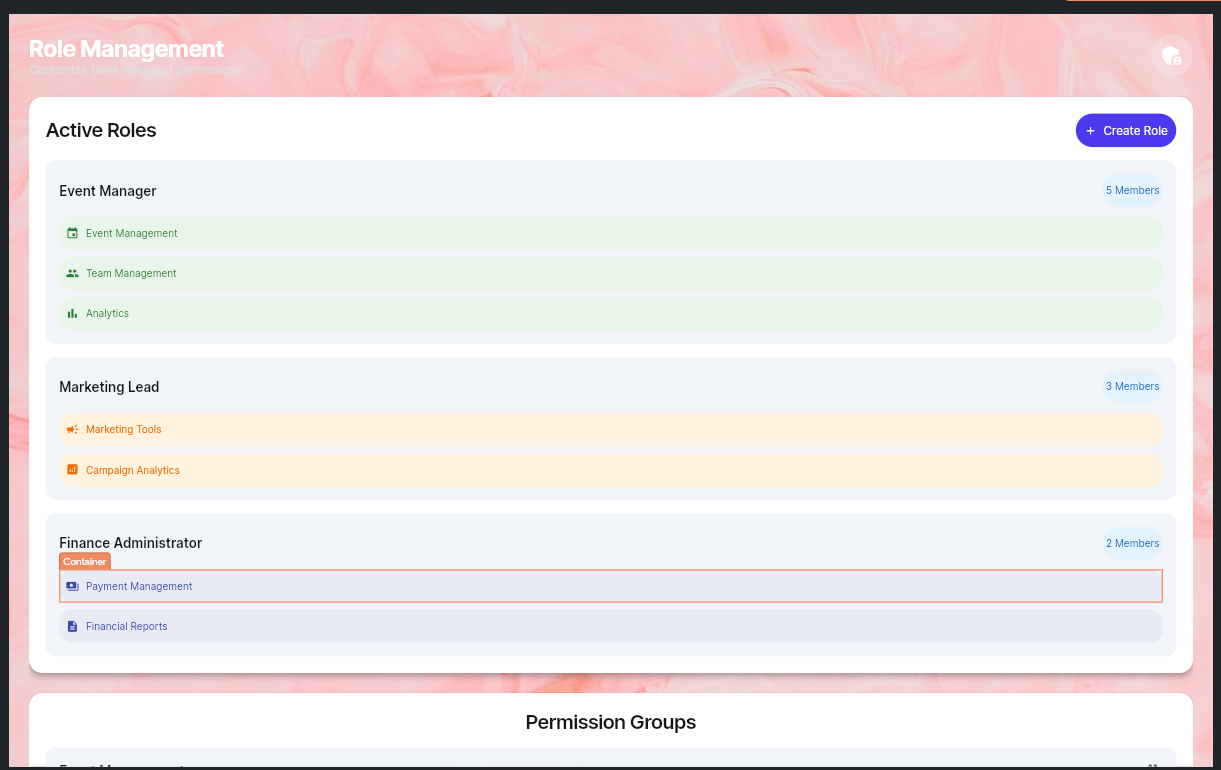 Role Management
Customize team roles and permissions
Active Roles
+ Create Role
Event Manager
5 Members
Event Management
Team Management
Analytics
Marketing Lead
3 Members
Marketing Tools
Campaign Analytics
Finance Administrator
2 Members
Container
Payment Management
Financial Reports
Permission Groups